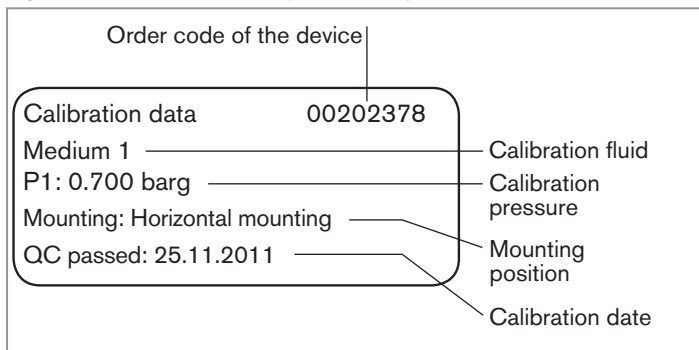 Order code of the device
Calibration data 00202378
Medium 1
Calibration fluid
P1: 0.700 barg
Calibration
pressure
Mounting: Horizontal mounting
Mounting
position
QC passed: 25.11.2011
Calibration date